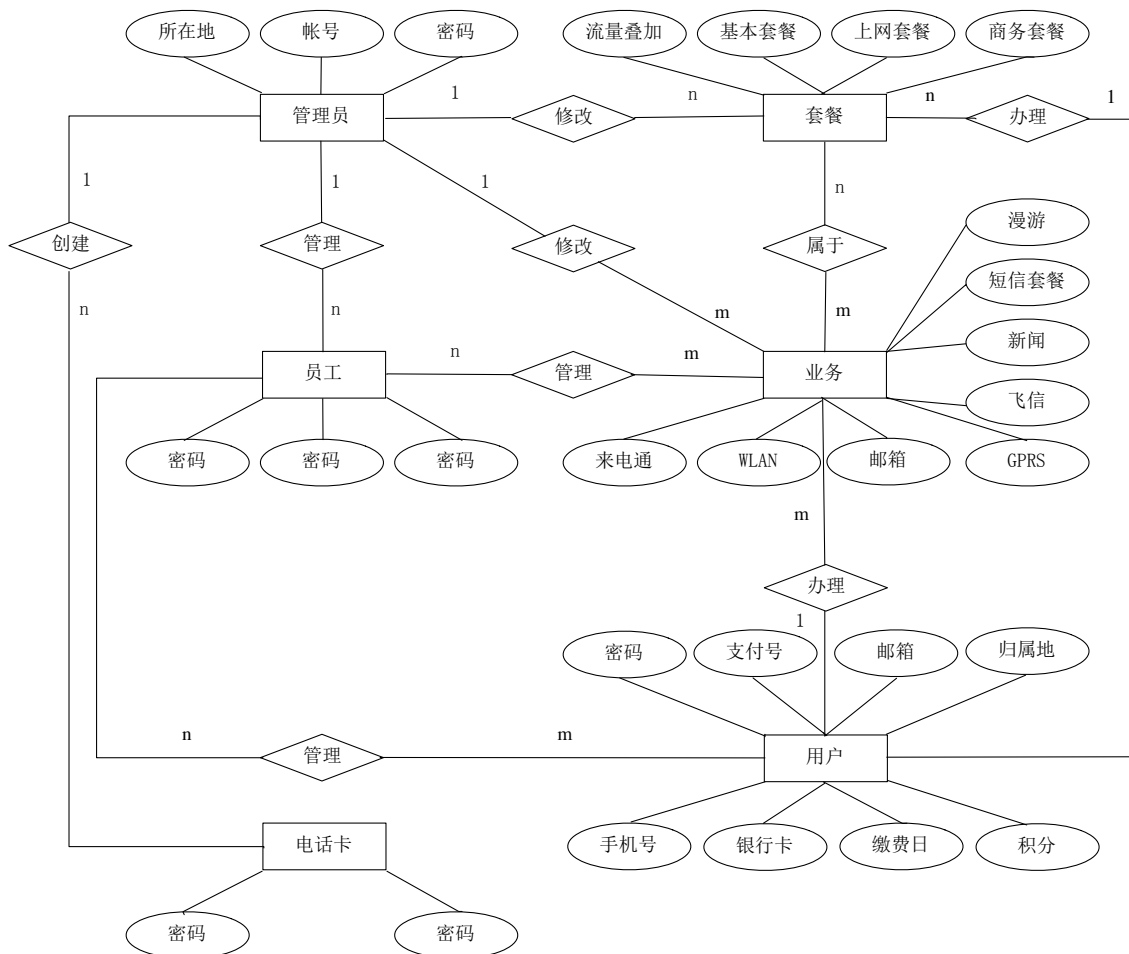 所在地 帐号 密码 流量叠加 基本套餐 上网套餐 商务套餐
1 n n 1
管理员 修改 套餐 办理
1 1 1 n
创建 管理 修改 属于 漫游
短信套餐
n n m m
新闻
n m
员工 管理 业务
飞信
密码 密码 密码 来电通 WLAN 邮箱 GPRS
m
办理
1
密码 支付号 邮箱 归属地
n m
管理 用户
电话卡 手机号 银行卡 缴费日 积分
密码 密码